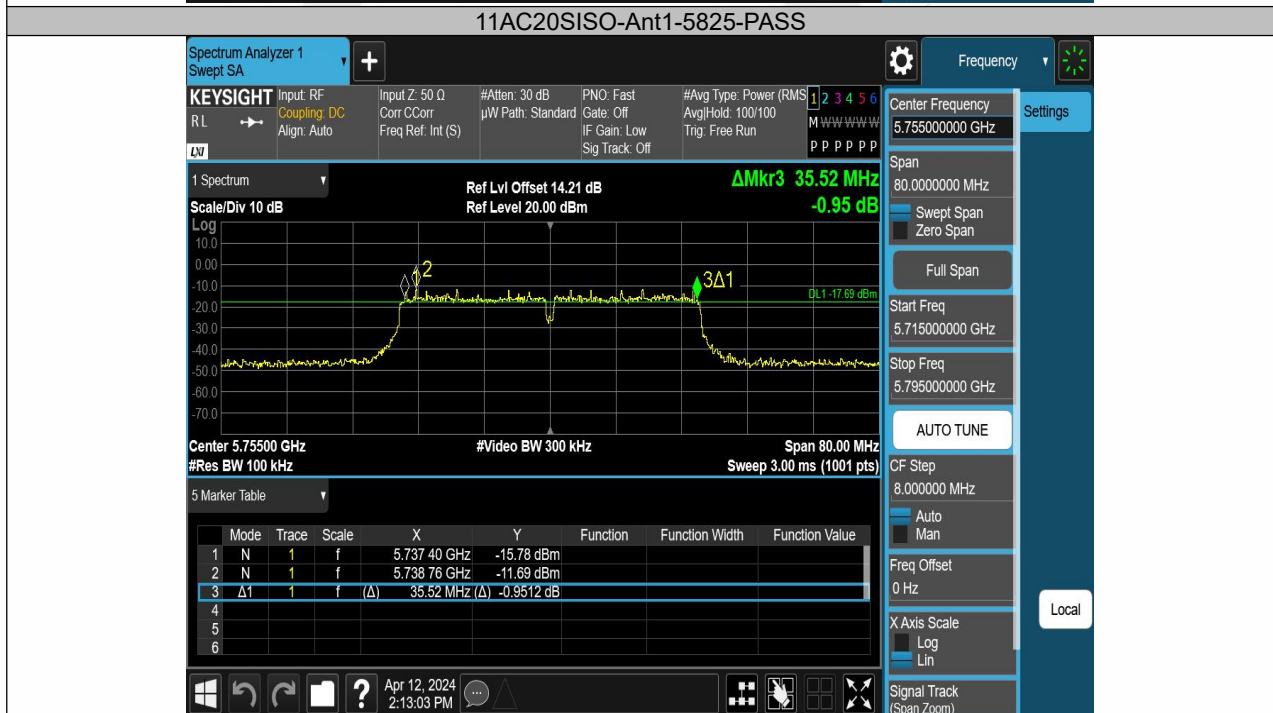 11AC20SISO-Ant1-5825-PASS
Spectrum Analyzer 1
Swept SA
Frequency
KEYSIGHT
R L
LXI
Input: RF
Coupling: DC
Align: Auto
Input Z: 50 Ω
Corr CCorr
Freq Ref: Int (S)
#Atten: 30 dB
µW Path: Standard
PNO: Fast
Gate: Off
IF Gain: Low
Sig Track: Off
#Avg Type: Power (RMS
Avg|Hold: 100/100
Trig: Free Run
1 2 3 4 5 6
M W W W W W
P P P P P P
1 Spectrum
Scale/Div 10 dB
Ref Lvl Offset 14.21 dB
Ref Level 20.00 dBm
ΔMkr3 35.52 MHz
-0.95 dB
Log
10.0
0.00
-10.0
-20.0
-30.0
-40.0
-50.0
-60.0
-70.0
2
3Δ1
DL1 -17.69 dBm
Center 5.75500 GHz
#Video BW 300 kHz
Span 80.00 MHz
#Res BW 100 kHz
Sweep 3.00 ms (1001 pts)
5 Marker Table
Mode Trace Scale X Y Function Function Width Function Value
1 N 1 f 5.737 40 GHz -15.78 dBm
2 N 1 f 5.738 76 GHz -11.69 dBm
3 Δ1 1 f (Δ) 35.52 MHz (Δ) -0.9512 dB
4
5
6
?
Apr 12, 2024
2:13:03 PM
Center Frequency
5.755000000 GHz
Settings
Span
80.0000000 MHz
Swept Span
Zero Span
Full Span
Start Freq
5.715000000 GHz
Stop Freq
5.795000000 GHz
AUTO TUNE
CF Step
8.000000 MHz
Auto
Man
Freq Offset
0 Hz
Local
X Axis Scale
Log
Lin
Signal Track
(Span Zoom)